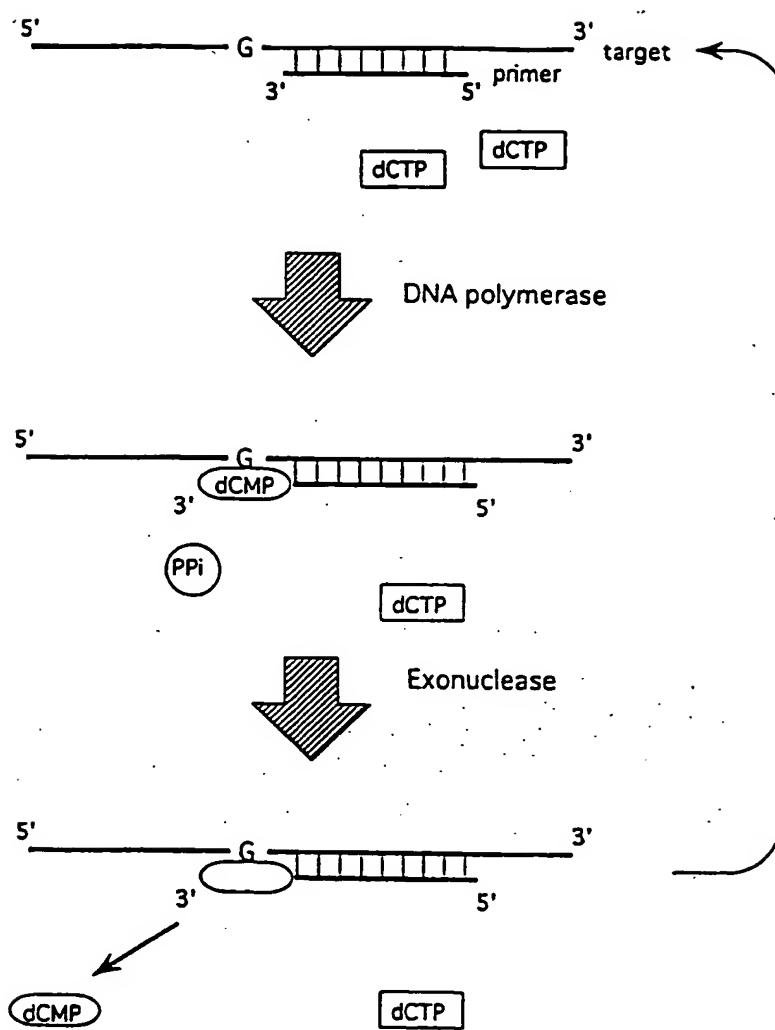 5'
G
3' target
3' 5' primer
dCTP dCTP
DNA polymerase
5' 3'
G
dCMP
3' 5'
PPi
dCTP
Exonuclease
5' 3'
G
3' 5'
dCMP dCTP